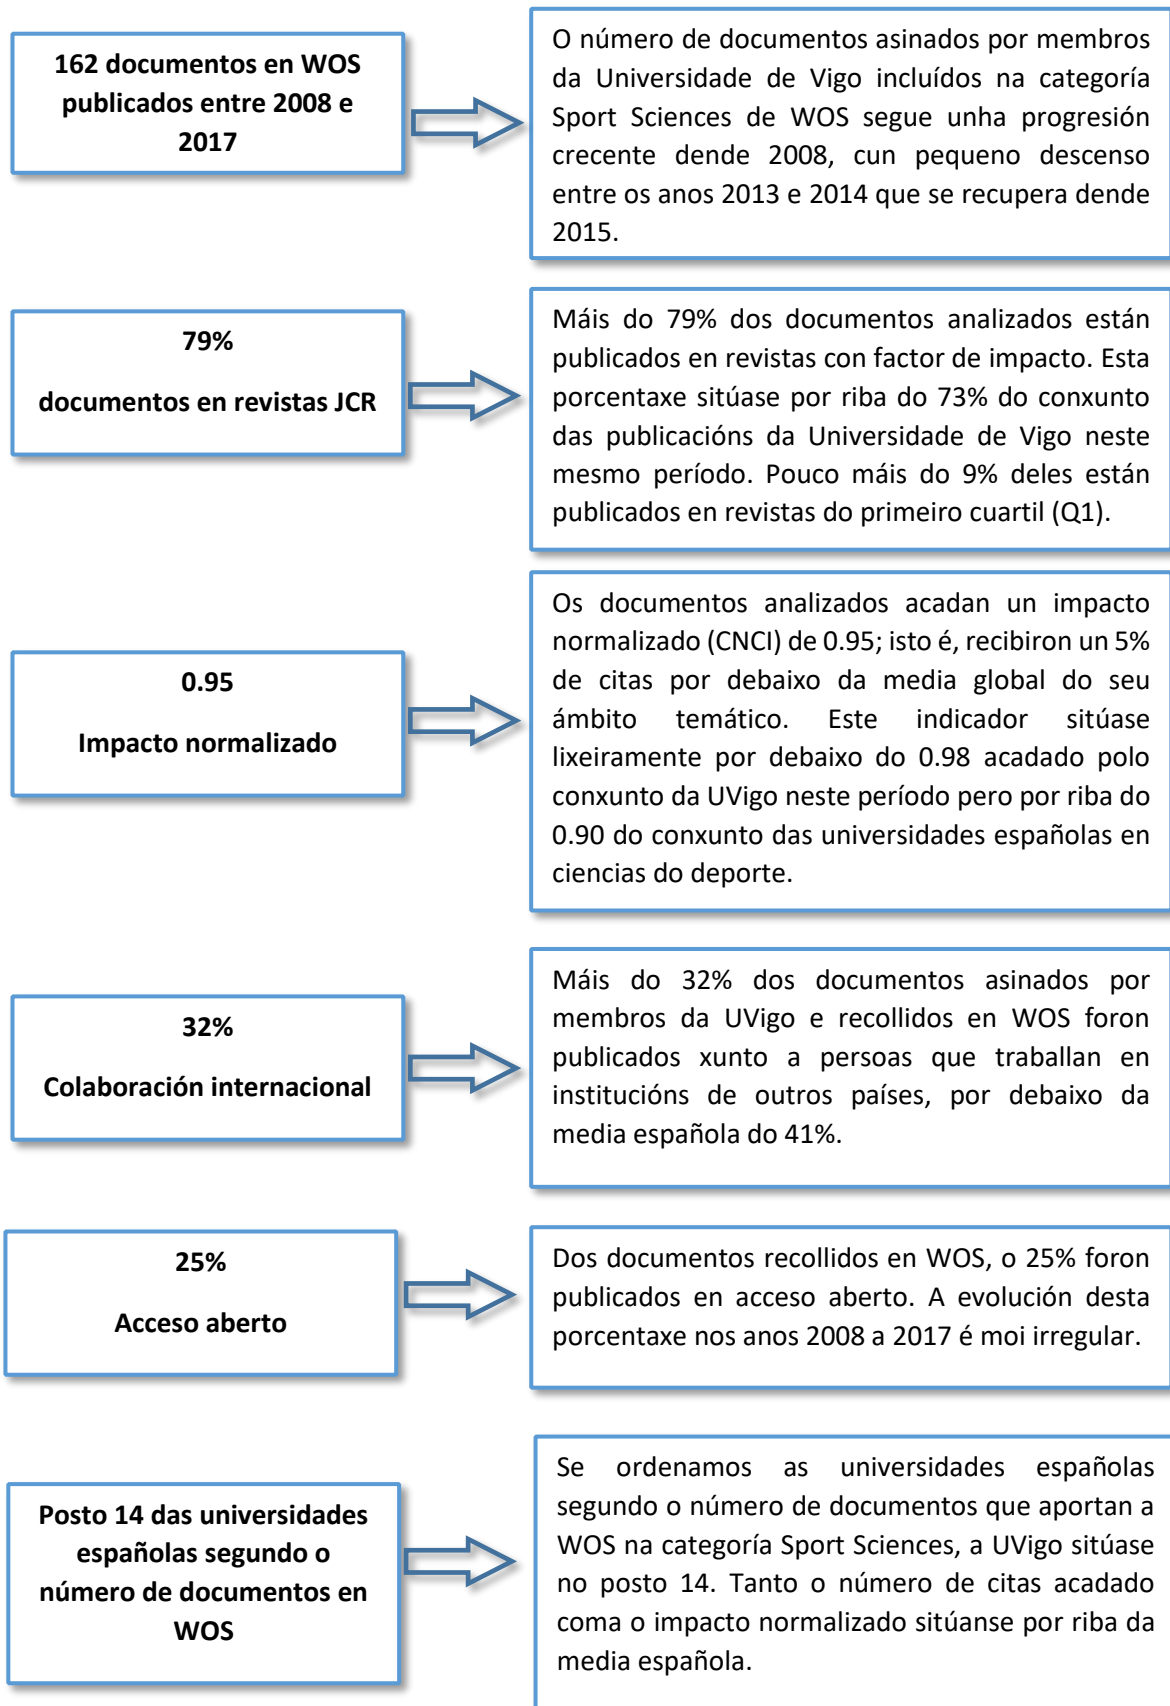 162 documentos en WOS
publicados entre 2008 e
2017
O número de documentos asinados por membros
da Universidade de Vigo incluídos na categoría
Sport Sciences de WOS segue unha progresión
crecente dende 2008, cun pequeno descenso
entre os anos 2013 e 2014 que se recupera dende
2015.
79%
documentos en revistas JCR
Máis do 79% dos documentos analizados están
publicados en revistas con factor de impacto. Esta
porcentaxe sitúase por riba do 73% do conxunto
das publicacións da Universidade de Vigo neste
mesmo período. Pouco máis do 9% deles están
publicados en revistas do primeiro cuartil (Q1).
0.95
Impacto normalizado
Os documentos analizados acadan un impacto
normalizado (CNCI) de 0.95; isto é, recibiron un 5%
de citas por debaixo da media global do seu
ámbito temático. Este indicador sitúase
lixeiramente por debaixo do 0.98 acadado polo
conxunto da UVigo neste período pero por riba do
0.90 do conxunto das universidades españolas en
ciencias do deporte.
32%
Colaboración internacional
Máis do 32% dos documentos asinados por
membros da UVigo e recollidos en WOS foron
publicados xunto a persoas que traballan en
institucións de outros países, por debaixo da
media española do 41%.
25%
Acceso aberto
Dos documentos recollidos en WOS, o 25% foron
publicados en acceso aberto. A evolución desta
porcentaxe nos anos 2008 a 2017 é moi irregular.
Posto 14 das universidades
españolas segundo o
número de documentos en
WOS
Se ordenamos as universidades españolas
segundo o número de documentos que aportan a
WOS na categoría Sport Sciences, a UVigo sitúase
no posto 14. Tanto o número de citas acadado
coma o impacto normalizado sitúanse por riba da
media española.